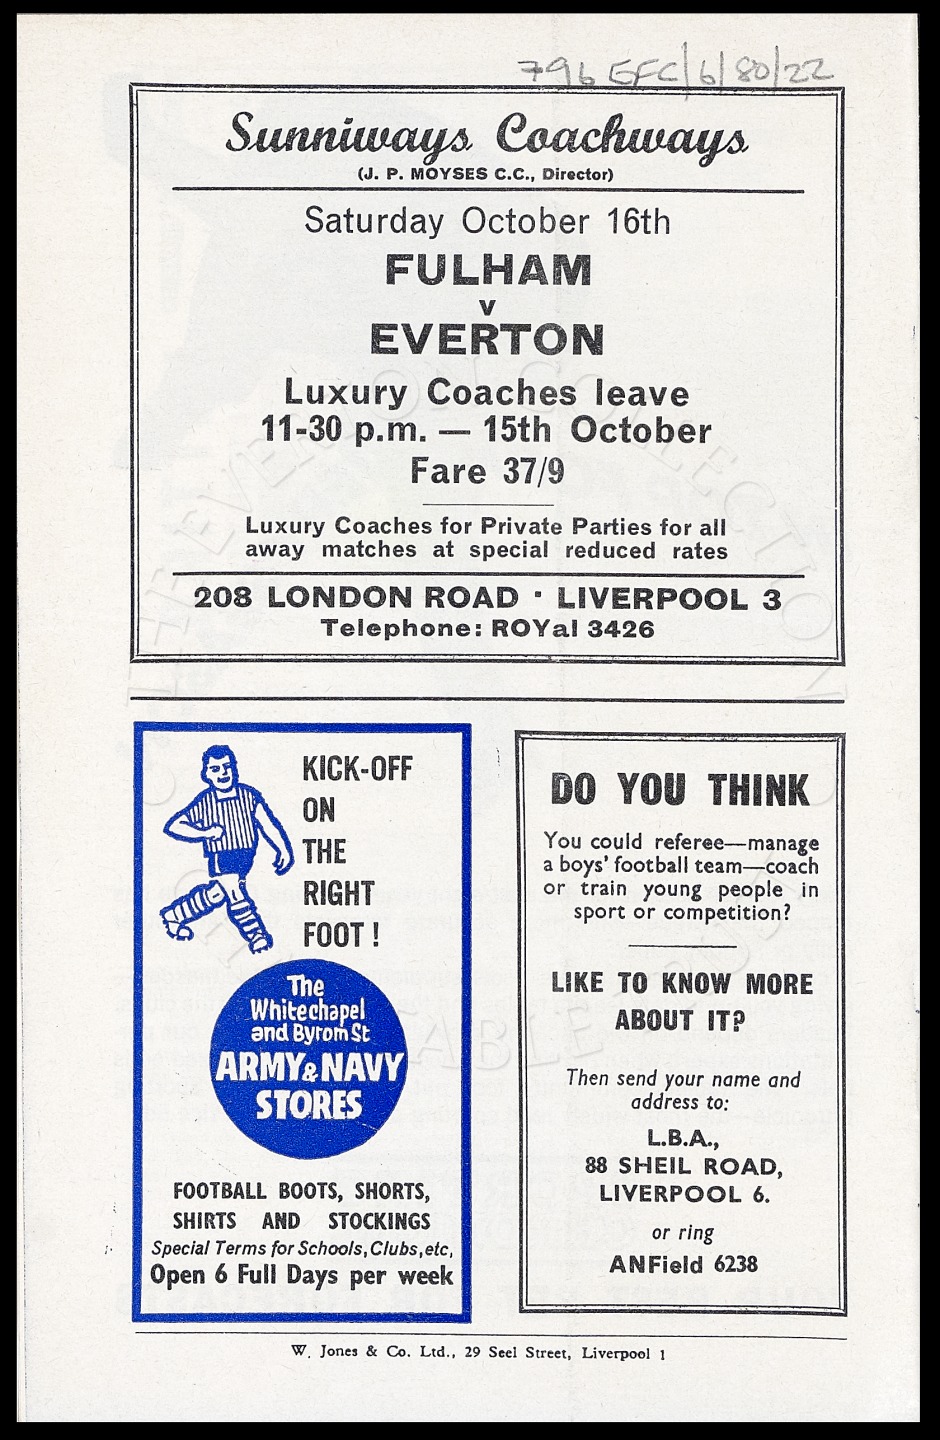 796 EFC/6/80/22
Sunniways Coachways
(J. P. MOYSES C.C., Director)
Saturday October 16th
FULHAM
v
EVERTON
Luxury Coaches leave
11-30 p.m. — 15th October
Fare 37/9
Luxury Coaches for Private Parties for all
away matches at special reduced rates
208 LONDON ROAD · LIVERPOOL 3
Telephone: ROYal 3426
KICK-OFF
ON
THE
RIGHT
FOOT !
The
Whitechapel
and Byrom St
ARMY & NAVY
STORES
FOOTBALL BOOTS, SHORTS,
SHIRTS AND STOCKINGS
Special Terms for Schools, Clubs, etc,
Open 6 Full Days per week
DO YOU THINK
You could referee—manage
a boys' football team—coach
or train young people in
sport or competition?
LIKE TO KNOW MORE
ABOUT IT?
Then send your name and
address to:
L.B.A.,
88 SHEIL ROAD,
LIVERPOOL 6.
or ring
ANField 6238
W. Jones & Co. Ltd., 29 Seel Street, Liverpool 1